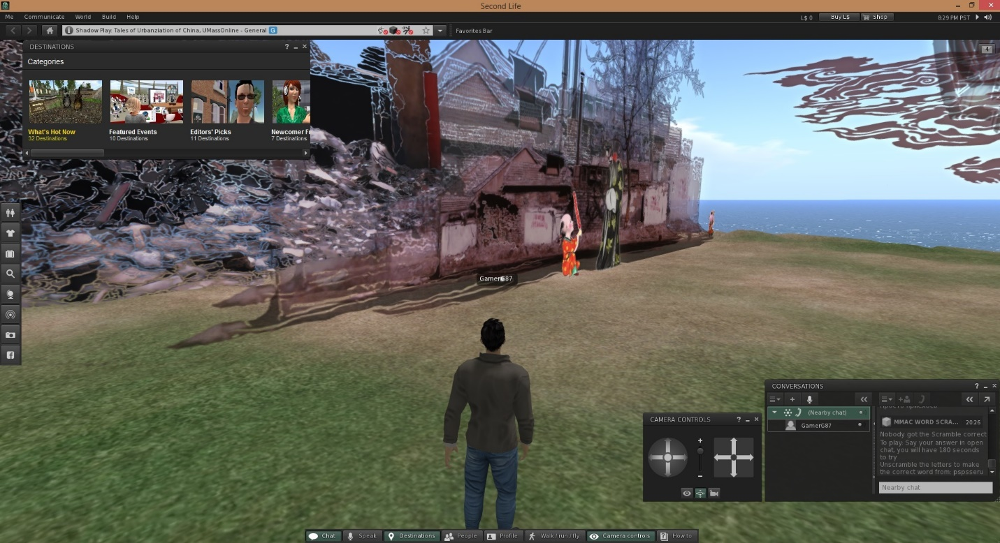 Second Life
Me Communicate World Build Help
L$ 0 Buy L$ Shop 8:29 PM PST
Shadow Play: Tales of Urbanziation of China, UMassOnline - General G
Favorites Bar
DESTINATIONS ?
4
Categories
What's Hot Now
32 Destinations
Featured Events
10 Destinations
Editors' Picks
11 Destinations
Newcomer Fr
7 Destinations
GamerG87
CONVERSATIONS ?
(Nearby chat)
GamerG87
MMAC WORD SCRA... 20:26
Nobody got the Scramble correct
To play: Say your answer in open
chat, you will have 180 seconds
to try
Unscramble the letters to make
the correct word from: pspsseru
Nearby chat
CAMERA CONTROLS ?
Chat Speak Destinations People Profile Walk / run / fly Camera controls How to